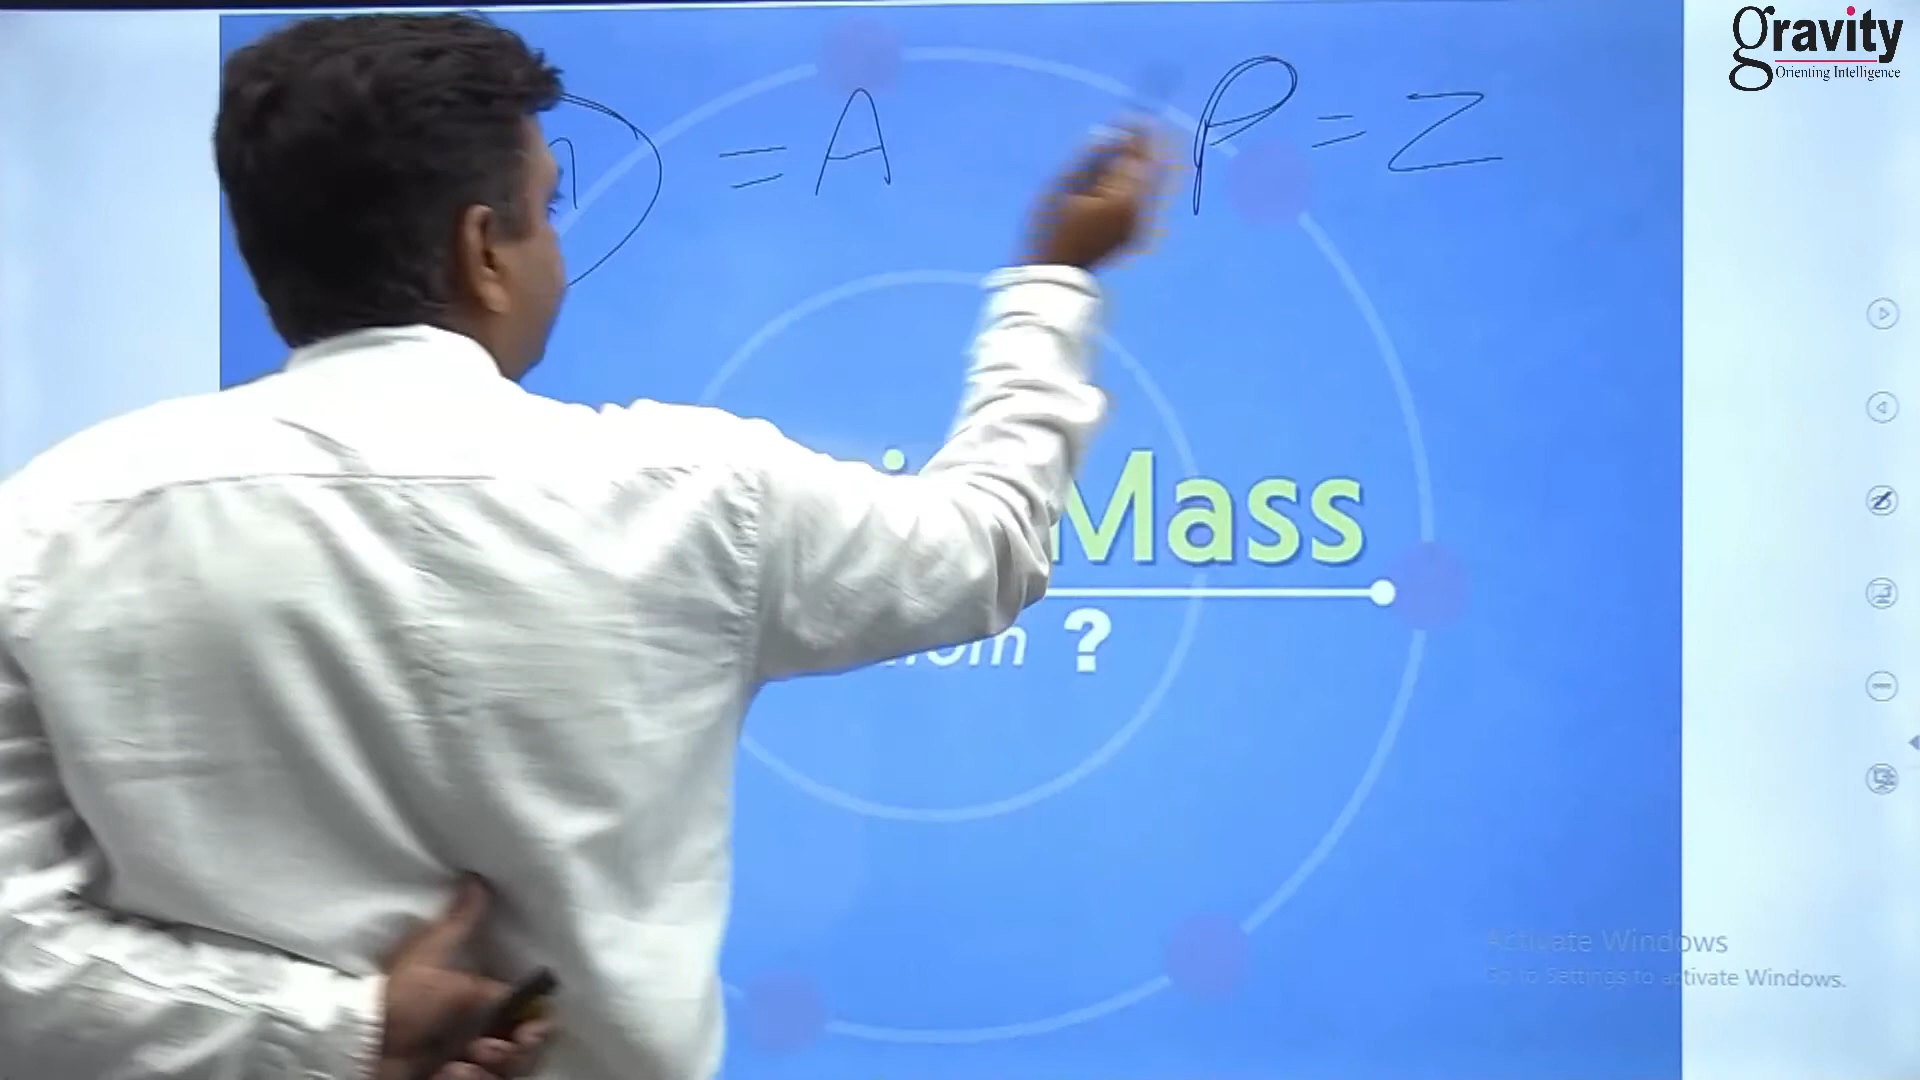 gravity
Orienting Intelligence
n = A P = Z
Mass
?
Activate Windows
Go to Settings to activate Windows.